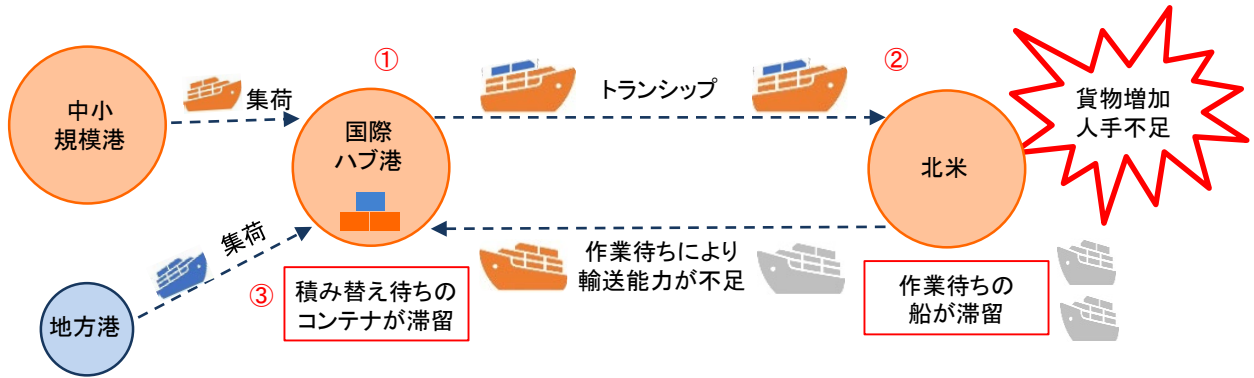 ①
②
中小
規模港
集荷
国際
ハブ港
トランシップ
北米
貨物増加
人手不足
集荷
地方港
③
積み替え待ちの
コンテナが滞留
作業待ちにより
輸送能力が不足
作業待ちの
船が滞留